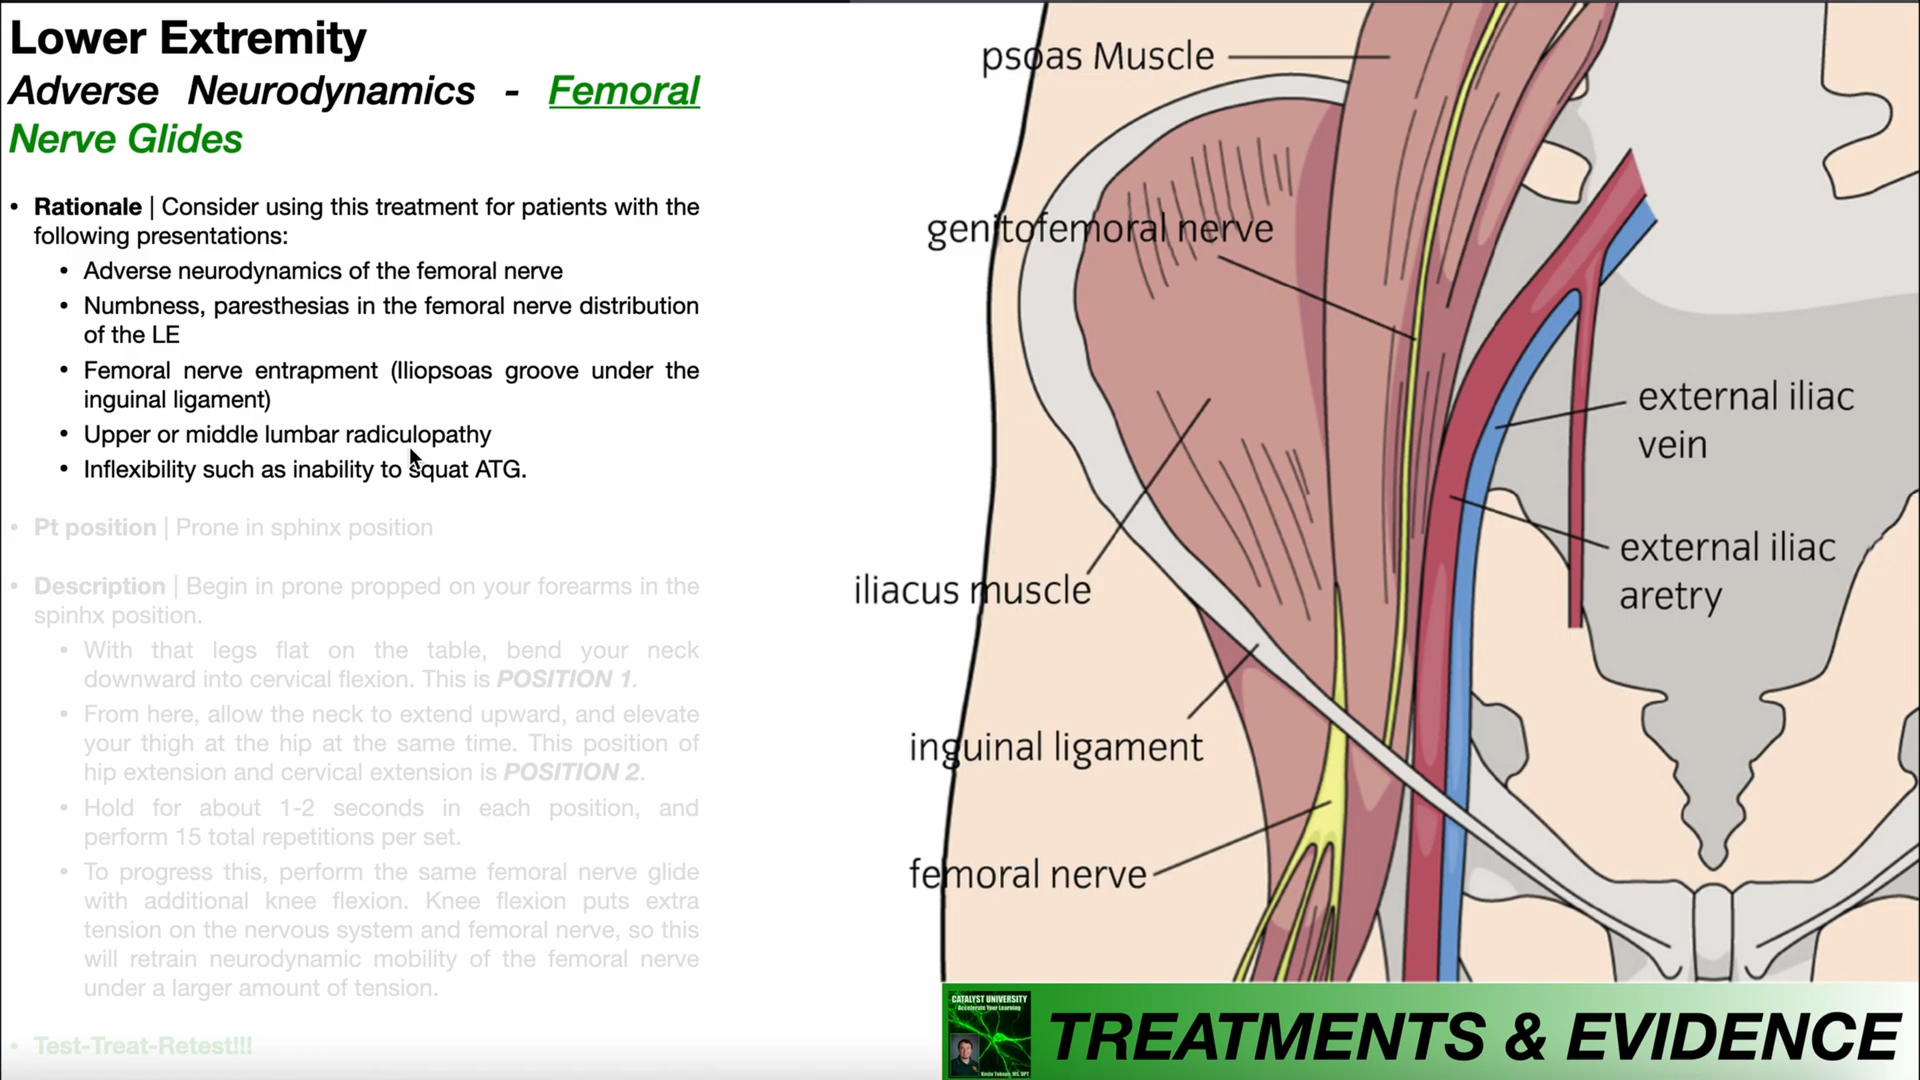 Lower Extremity
Adverse Neurodynamics - Femoral
Nerve Glides
• Rationale | Consider using this treatment for patients with the
following presentations:
• Adverse neurodynamics of the femoral nerve
• Numbness, paresthesias in the femoral nerve distribution
of the LE
• Femoral nerve entrapment (Iliopsoas groove under the
inguinal ligament)
• Upper or middle lumbar radiculopathy
• Inflexibility such as inability to squat ATG.
• Pt position | Prone in sphinx position
• Description | Begin in prone propped on your forearms in the
spinhx position.
• With that legs flat on the table, bend your neck
downward into cervical flexion. This is POSITION 1.
• From here, allow the neck to extend upward, and elevate
your thigh at the hip at the same time. This position of
hip extension and cervical extension is POSITION 2.
• Hold for about 1-2 seconds in each position, and
perform 15 total repetitions per set.
• To progress this, perform the same femoral nerve glide
with additional knee flexion. Knee flexion puts extra
tension on the nervous system and femoral nerve, so this
will retrain neurodynamic mobility of the femoral nerve
under a larger amount of tension.
• Test-Treat-Retest!!!
psoas Muscle
genitofemoral nerve
external iliac
vein
external iliac
aretry
iliacus muscle
inguinal ligament
femoral nerve
CATALYST UNIVERSITY
Accelerate Your Learning
TREATMENTS & EVIDENCE